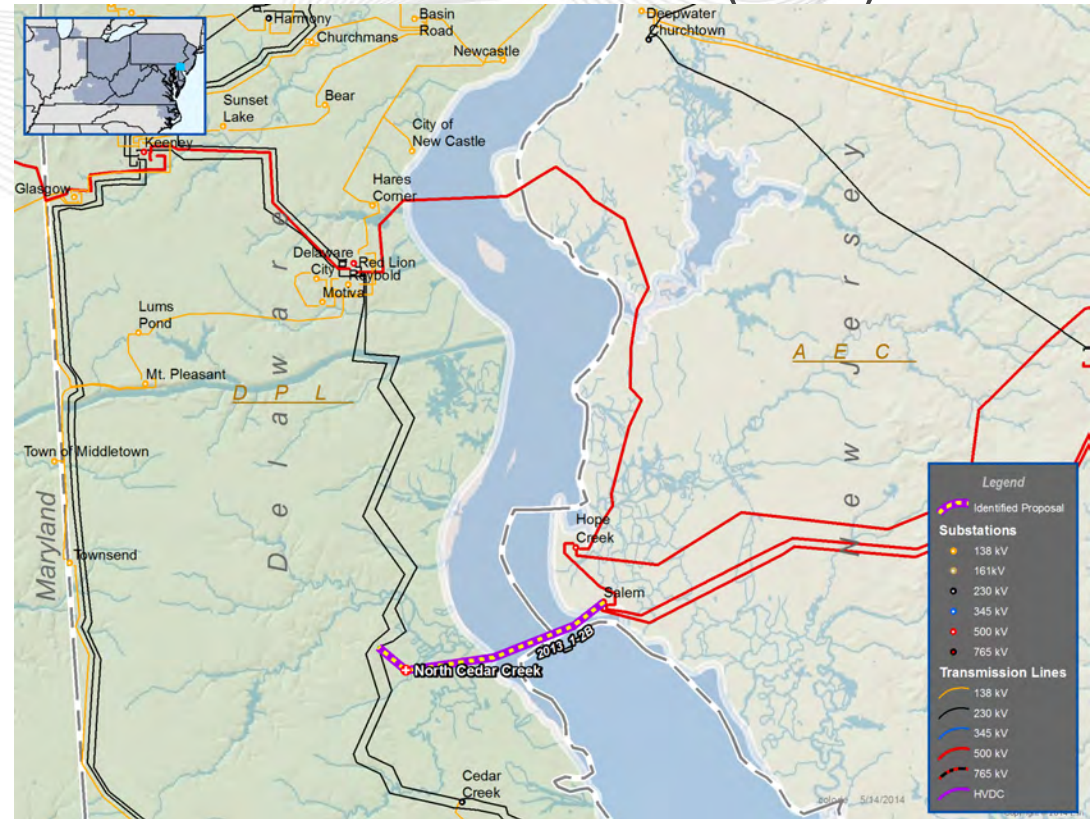 Harmony
Basin
Road
Churchmans
Newcastle
Deepwater
Churchtown
Bear
Sunset
Lake
City of
New Castle
Keeney
Glasgow
Hares
Corner
Delaware
City
Red Lion
Reybold
Motiva
Lums
Pond
Mt. Pleasant
D P L
A E C
Delaware
New Jersey
Maryland
Town of Middletown
Townsend
Hope
Creek
Salem
2013_1-2B
North Cedar Creek
Cedar
Creek
Legend
Identified Proposal
Substations
138 kV
161kV
230 kV
345 kV
500 kV
765 kV
Transmission Lines
138 kV
230 kV
345 kV
500 kV
765 kV
HVDC
5/14/2014